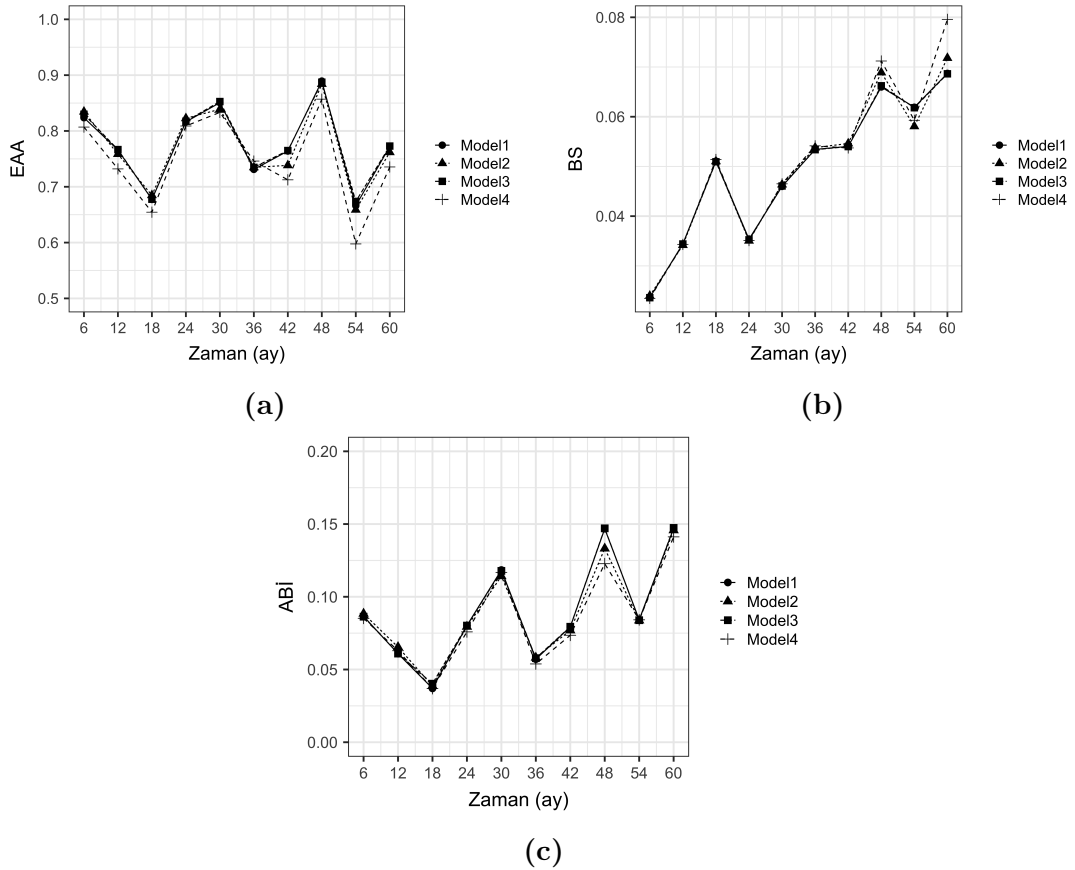 1.0
0.9
0.8
0.7
0.6
0.5
EAA
6 12 18 24 30 36 42 48 54 60
Zaman (ay)
Model1
Model2
Model3
Model4
(a)
0.08
0.06
0.04
BS
6 12 18 24 30 36 42 48 54 60
Zaman (ay)
Model1
Model2
Model3
Model4
(b)
0.20
0.15
0.10
0.05
0.00
ABİ
6 12 18 24 30 36 42 48 54 60
Zaman (ay)
Model1
Model2
Model3
Model4
(c)